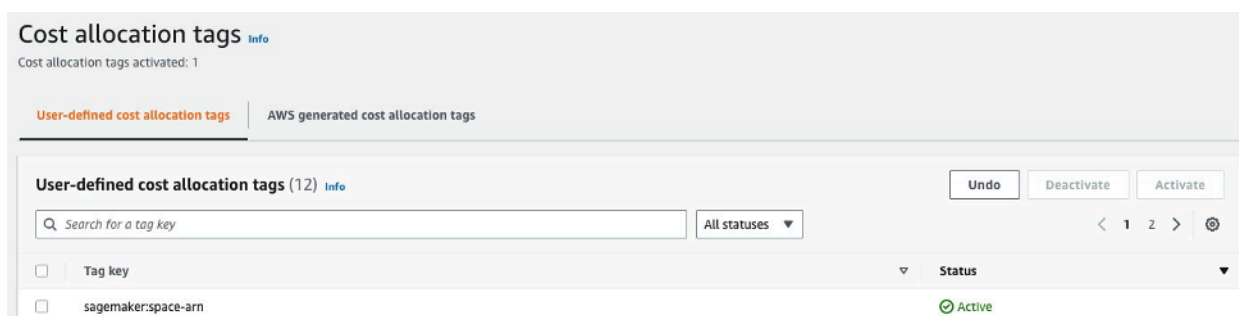 Cost allocation tags Info
Cost allocation tags activated: 1
User-defined cost allocation tags AWS generated cost allocation tags
User-defined cost allocation tags (12) Info Undo Deactivate Activate
Search for a tag key All statuses 1 2
Tag key Status
sagemaker:space-arn Active